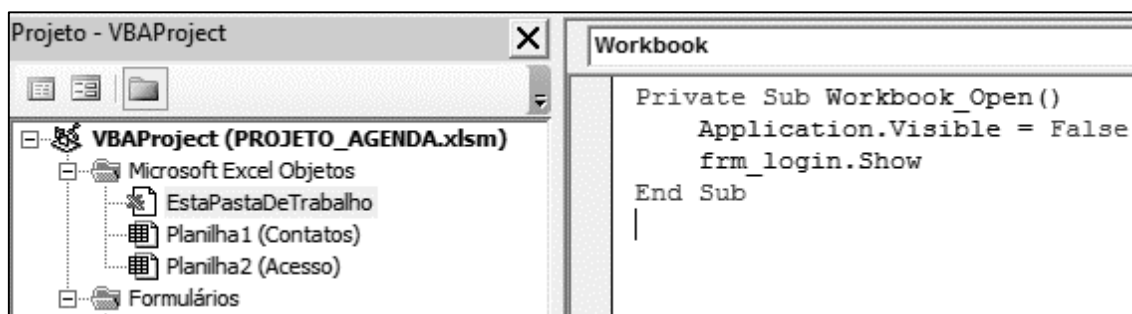 Projeto - VBAProject
VBAProject (PROJETO_AGENDA.xlsm)
Microsoft Excel Objetos
EstaPastaDeTrabalho
Planilha1 (Contatos)
Planilha2 (Acesso)
Formulários
Workbook
Private Sub Workbook_Open()
Application.Visible = False
frm_login.Show
End Sub